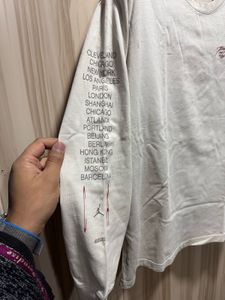 CLEVELAND
CHICAGO
NEW YORK
LOS ANGELES
PARIS
LONDON
SHANGHAI
CHICAGO
ATLANTA
PORTLAND
BEIJING
BERLIN
HONG KONG
ISTANBUL
MOSCOW
BARCELONA